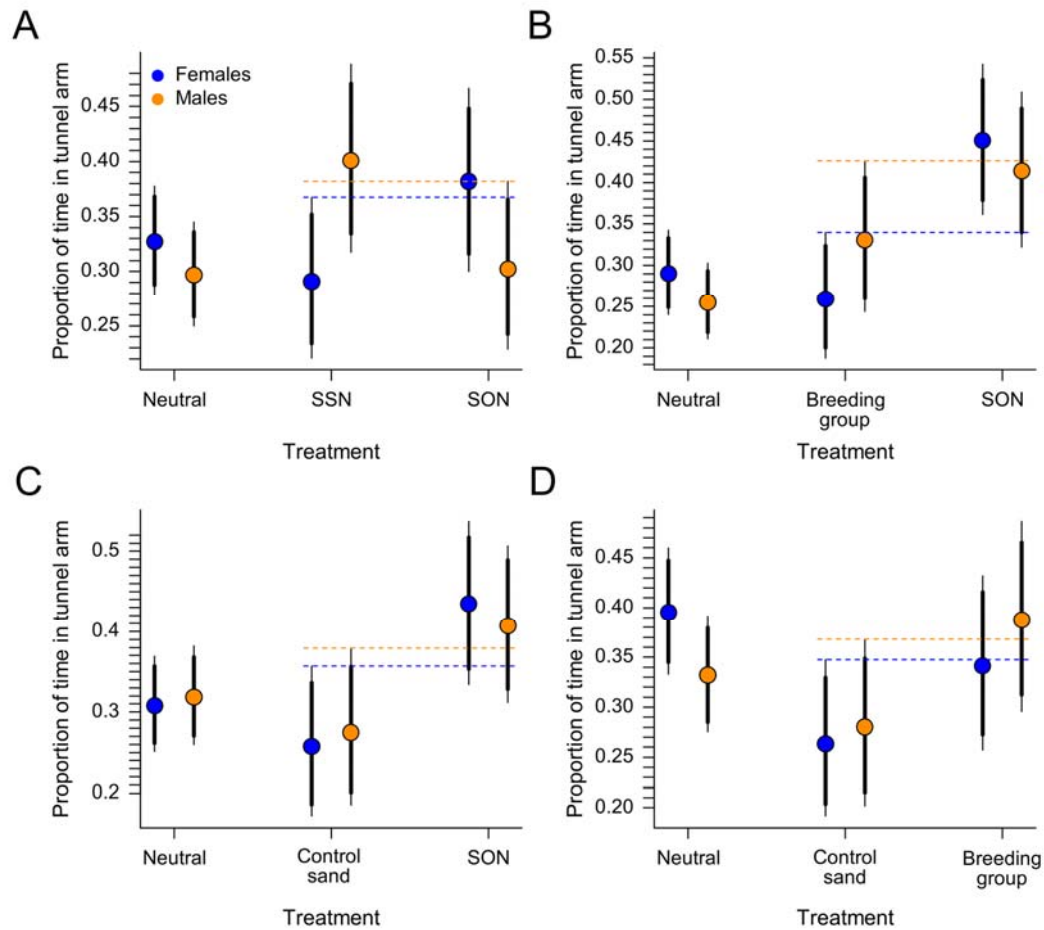 A
Proportion of time in tunnel arm
0.45
0.40
0.35
0.30
0.25
Females
Males
Neutral
SSN
SON
Treatment
B
Proportion of time in tunnel arm
0.55
0.50
0.45
0.40
0.35
0.30
0.25
0.20
Neutral
Breeding
group
SON
Treatment
C
Proportion of time in tunnel arm
0.5
0.4
0.3
0.2
Neutral
Control
sand
SON
Treatment
D
Proportion of time in tunnel arm
0.45
0.40
0.35
0.30
0.25
0.20
Neutral
Control
sand
Breeding
group
Treatment